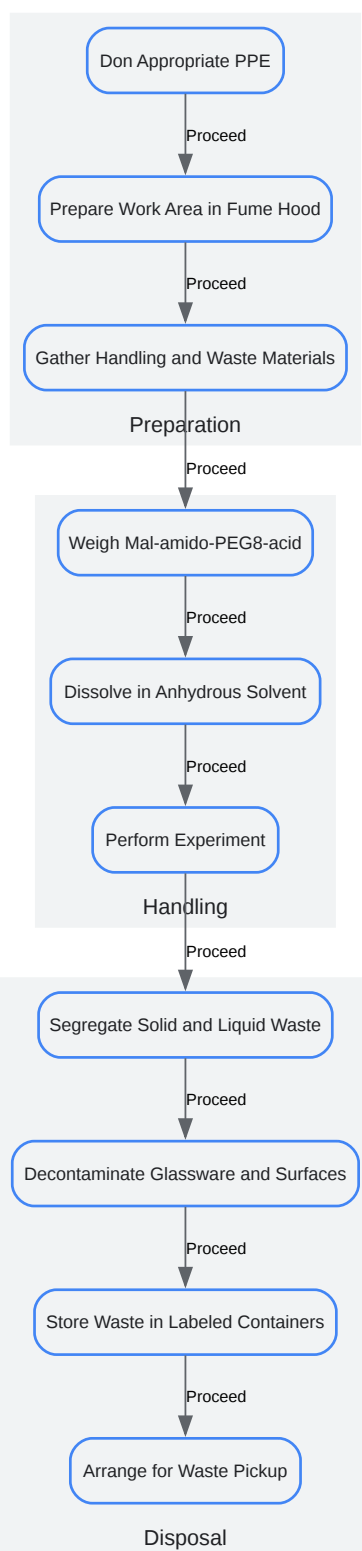 Don Appropriate PPE
Proceed
Prepare Work Area in Fume Hood
Proceed
Gather Handling and Waste Materials
Preparation
Proceed
Weigh Mal-amido-PEG8-acid
Proceed
Dissolve in Anhydrous Solvent
Proceed
Perform Experiment
Handling
Proceed
Segregate Solid and Liquid Waste
Proceed
Decontaminate Glassware and Surfaces
Proceed
Store Waste in Labeled Containers
Proceed
Arrange for Waste Pickup
Disposal